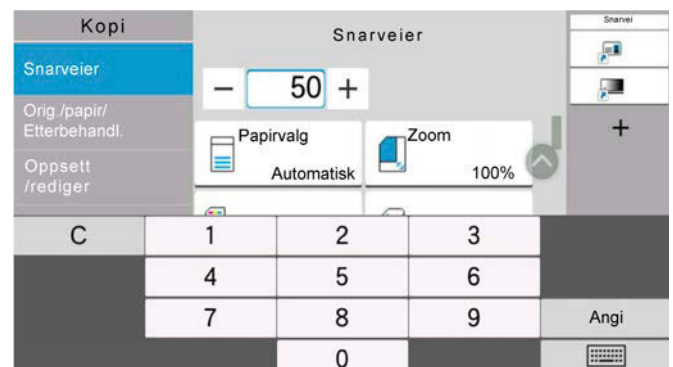 Kopi
Snarveier
Orig./papir/
Etterbehandl.
Oppsett
/rediger
Snarveier
− 50 +
Papirvalg
Automatisk
Zoom
100%
Snarvei
+
C 1 2 3
4 5 6
7 8 9 Angi
0